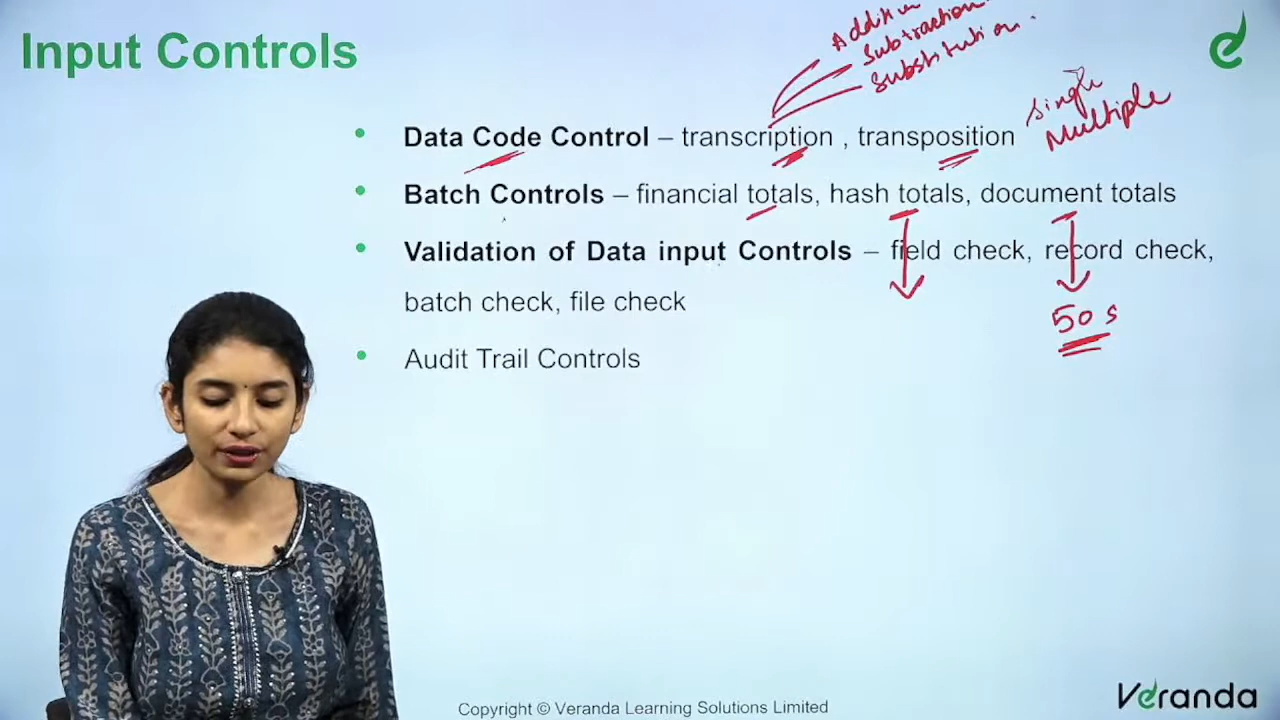 Subtraction
Substitution.
Input Controls
Single
Multiple
• Data Code Control – transcription , transposition
• Batch Controls – financial totals, hash totals, document totals
• Validation of Data input Controls – field check, record check,
batch check, file check
50 s
• Audit Trail Controls
Copyright © Veranda Learning Solutions Limited
Veranda